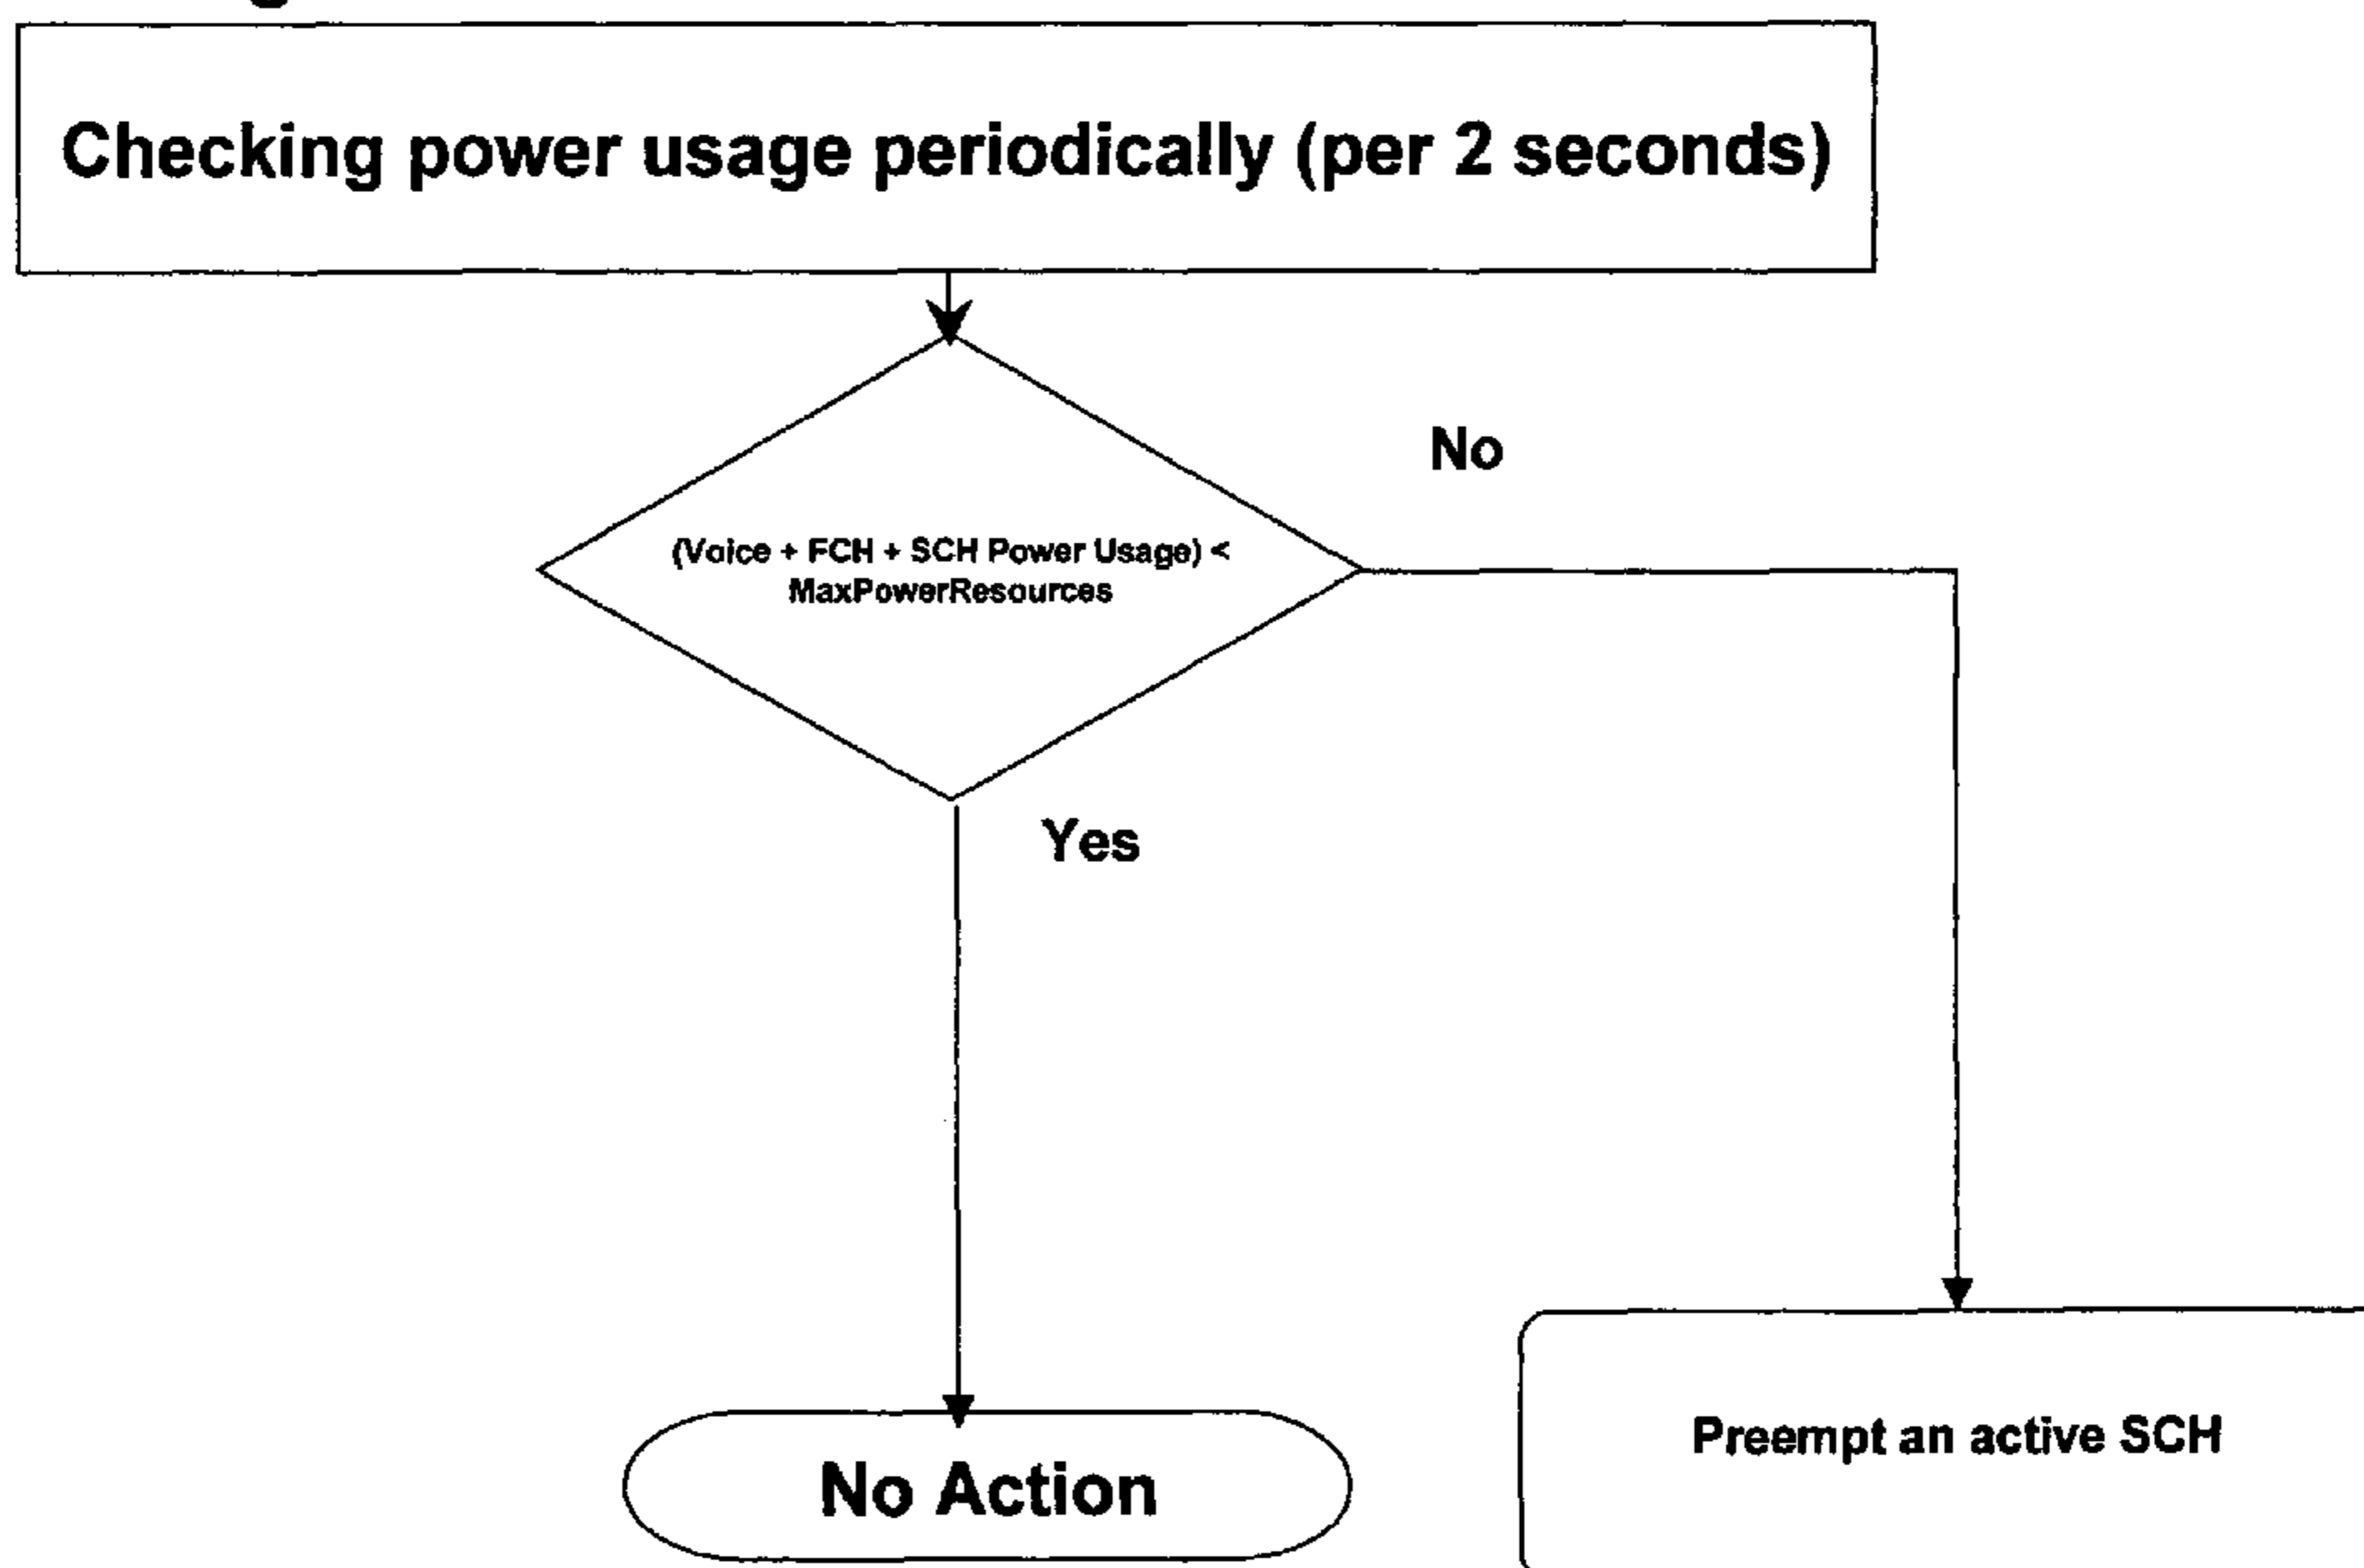 Checking power usage periodically (per 2 seconds)
No
(Voice + FCH + SCH Power Usage) <
MaxPowerResources
Yes
Preempt an active SCH
No Action